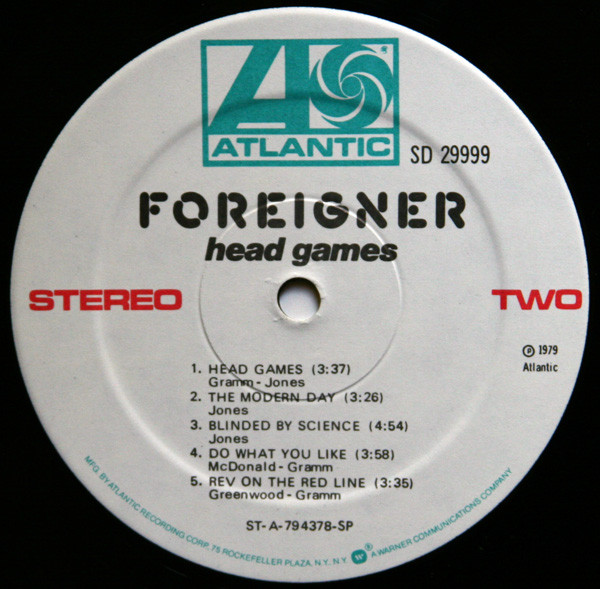 ATLANTIC
SD 29999
FOREIGNER
head games
STEREO
TWO
℗ 1979
Atlantic
1. HEAD GAMES (3:37)
Gramm - Jones
2. THE MODERN DAY (3:26)
Jones
3. BLINDED BY SCIENCE (4:54)
Jones
4. DO WHAT YOU LIKE (3:58)
McDonald - Gramm
5. REV ON THE RED LINE (3:35)
Greenwood - Gramm
ST-A-794378-SP
MFG. BY ATLANTIC RECORDING CORP. 75 ROCKEFELLER PLAZA, N.Y., N.Y. ® A WARNER COMMUNICATIONS COMPANY